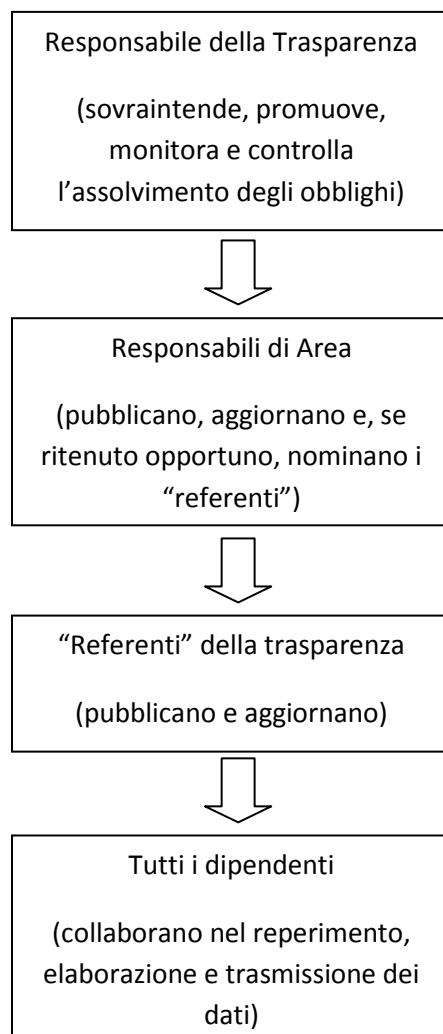 Responsabile della Trasparenza
(sovraintende, promuove,
monitora e controlla
l’assolvimento degli obblighi)
Responsabili di Area
(pubblicano, aggiornano e, se
ritenuto opportuno, nominano i
“referenti”)
“Referenti” della trasparenza
(pubblicano e aggiornano)
Tutti i dipendenti
(collaborano nel reperimento,
elaborazione e trasmissione dei
dati)